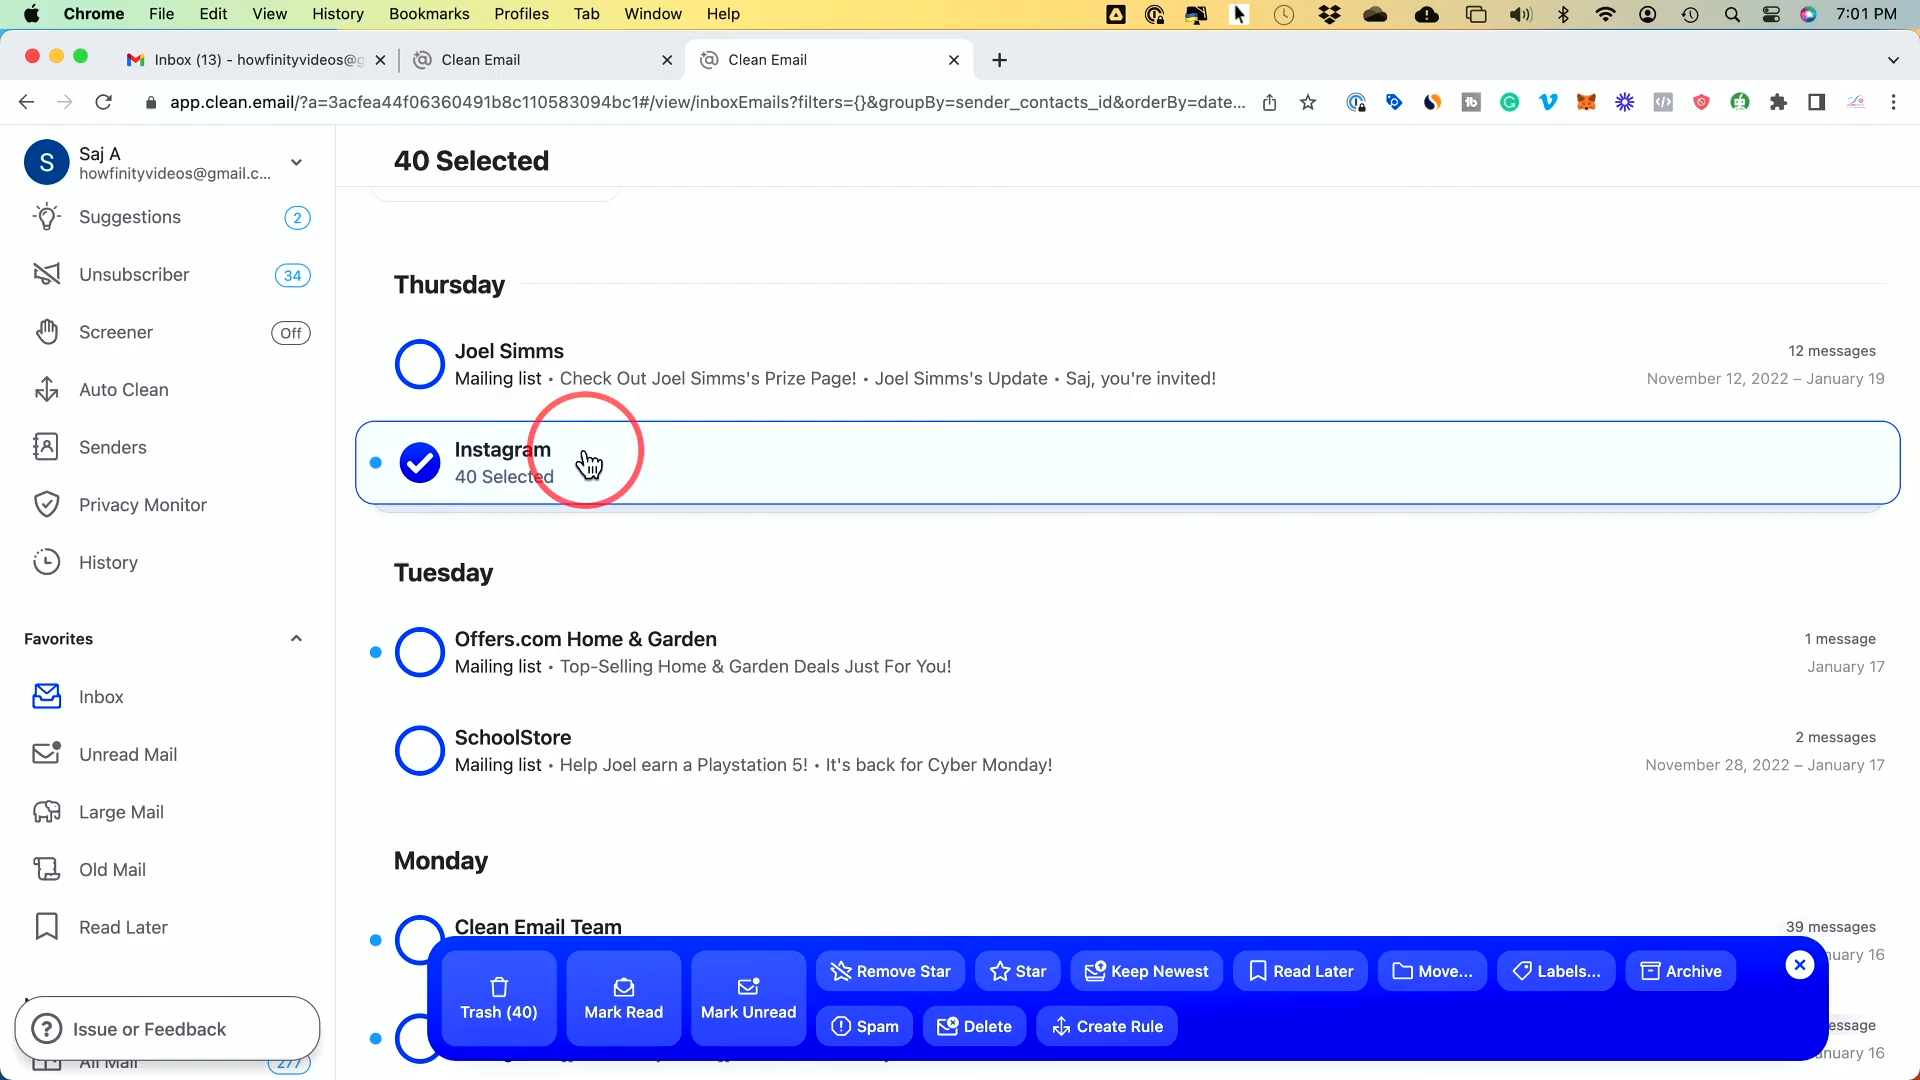 Chrome File Edit View History Bookmarks Profiles Tab Window Help 7:01 PM
Inbox (13) - howfinityvideos@g Clean Email Clean Email
app.clean.email/?a=3acfea44f06360491b8c110583094bc1#/view/inboxEmails?filters={}&groupBy=sender_contacts_id&orderBy=date...
S
Saj A
howfinityvideos@gmail.c...
Suggestions 2
Unsubscriber 34
Screener Off
Auto Clean
Senders
Privacy Monitor
History
Favorites
Inbox
Unread Mail
Large Mail
Old Mail
Read Later
? Issue or Feedback
All Mail 277
40 Selected
Thursday
Joel Simms 12 messages
Mailing list • Check Out Joel Simms's Prize Page! • Joel Simms's Update • Saj, you're invited! November 12, 2022 – January 19
Instagram
40 Selected
Tuesday
Offers.com Home & Garden 1 message
Mailing list • Top-Selling Home & Garden Deals Just For You! January 17
SchoolStore 2 messages
Mailing list • Help Joel earn a Playstation 5! • It's back for Cyber Monday! November 28, 2022 – January 17
Monday
Clean Email Team 39 messages
16
16
Trash (40) Mark Read Mark Unread
Remove Star Star Keep Newest Read Later Move... Labels... Archive
Spam Delete Create Rule